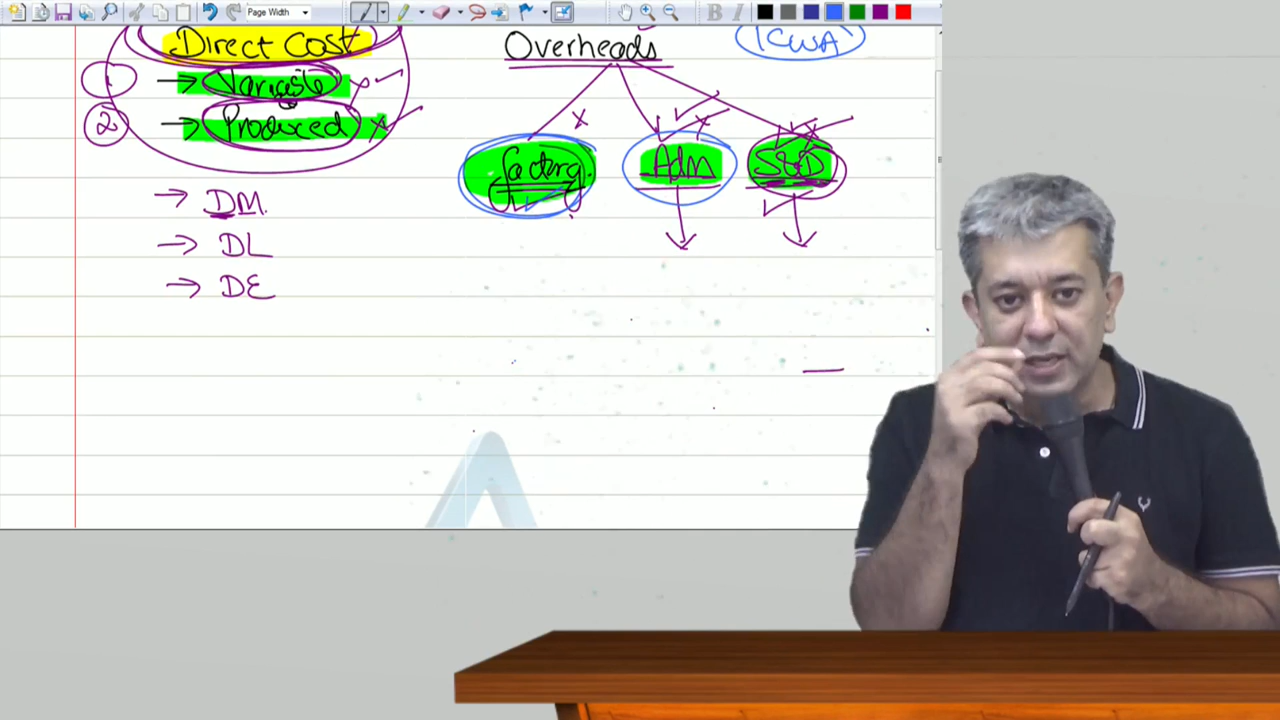 Page Width
B I
Direct Cost
① → Variable
② → Produced
→ DM.
→ DL
→ DE
Overheads
ICWA
factory
Adm
S&D